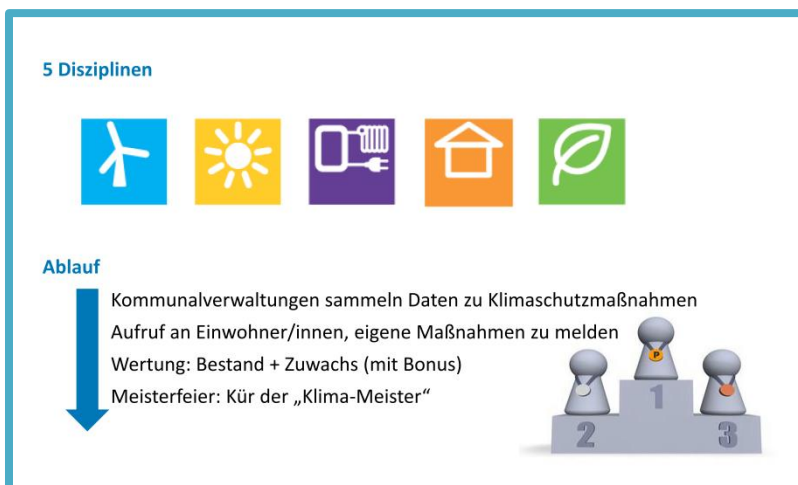 5 Disziplinen
Ablauf
Kommunalverwaltungen sammeln Daten zu Klimaschutzmaßnahmen
Aufruf an Einwohner/innen, eigene Maßnahmen zu melden
Wertung: Bestand + Zuwachs (mit Bonus)
Meisterfeier: Kür der „Klima-Meister“
P
1
2
3